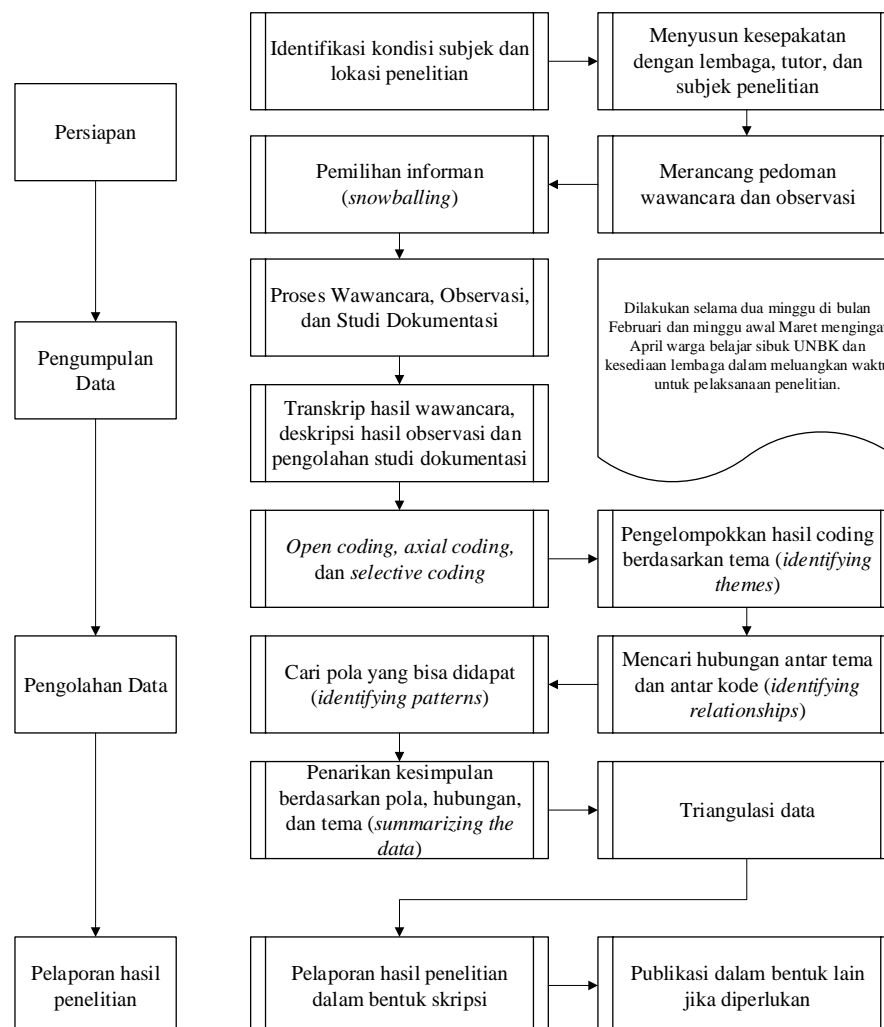 Identifikasi kondisi subjek dan
lokasi penelitian
Menyusun kesepakatan
dengan lembaga, tutor, dan
subjek penelitian
Persiapan
Pemilihan informan
(snowballing)
Merancang pedoman
wawancara dan observasi
Proses Wawancara, Observasi,
dan Studi Dokumentasi
Dilakukan selama dua minggu di bulan
Februari dan minggu awal Maret mengingat
April warga belajar sibuk UNBK dan
kesediaan lembaga dalam meluangkan waktu
untuk pelaksanaan penelitian.
Pengumpulan
Data
Transkrip hasil wawancara,
deskripsi hasil observasi dan
pengolahan studi dokumentasi
Open coding, axial coding,
dan selective coding
Pengelompokkan hasil coding
berdasarkan tema (identifying
themes)
Pengolahan Data
Cari pola yang bisa didapat
(identifying patterns)
Mencari hubungan antar tema
dan antar kode (identifying
relationships)
Penarikan kesimpulan
berdasarkan pola, hubungan,
dan tema (summarizing the
data)
Triangulasi data
Pelaporan hasil
penelitian
Pelaporan hasil penelitian
dalam bentuk skripsi
Publikasi dalam bentuk lain
jika diperlukan